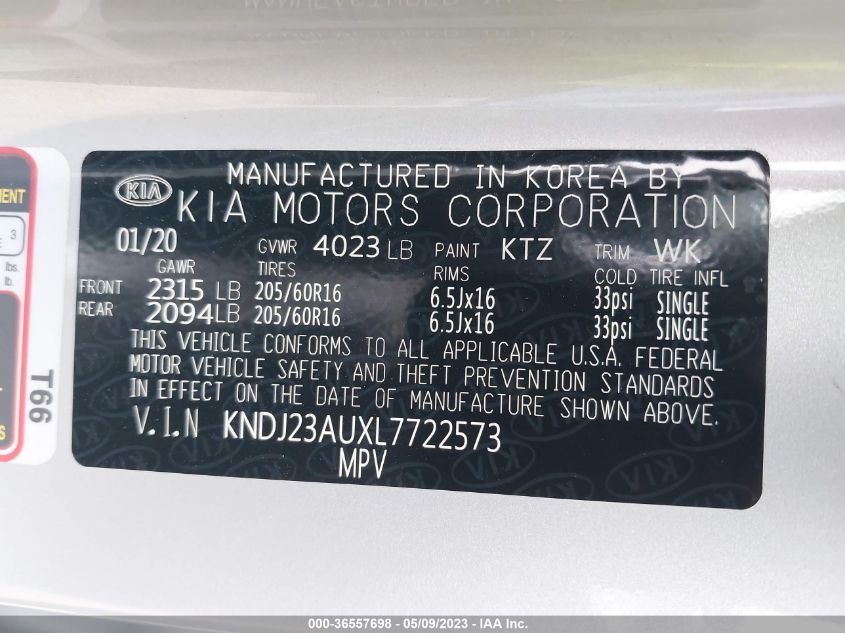 MANUFACTURED IN KOREA BY
KIA KIA MOTORS CORPORATION
01/20 GVWR 4023 LB PAINT KTZ TRIM WK
GAWR TIRES RIMS COLD TIRE INFL
FRONT 2315 LB 205/60R16 6.5Jx16 33psi SINGLE
REAR 2094 LB 205/60R16 6.5Jx16 33psi SINGLE
THIS VEHICLE CONFORMS TO ALL APPLICABLE U.S.A. FEDERAL
MOTOR VEHICLE SAFETY AND THEFT PREVENTION STANDARDS
IN EFFECT ON THE DATE OF MANUFACTURE SHOWN ABOVE.
V.I.N KNDJ23AUXL7722573
MPV
3
lbs.
lb.
T66
000-36557698 - 05/09/2023 - IAA Inc.